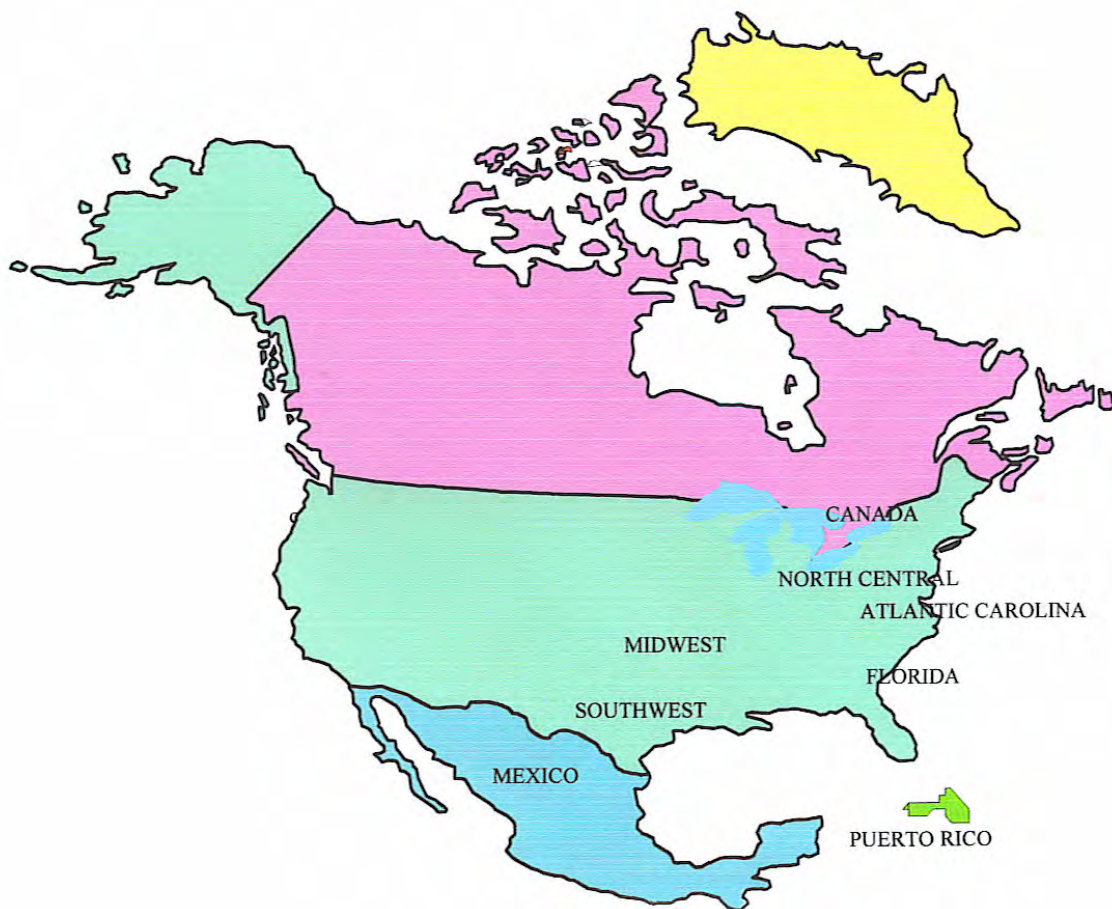 CANADA
NORTH CENTRAL
ATLANTIC CAROLINA
MIDWEST
FLORIDA
SOUTHWEST
MEXICO
PUERTO RICO